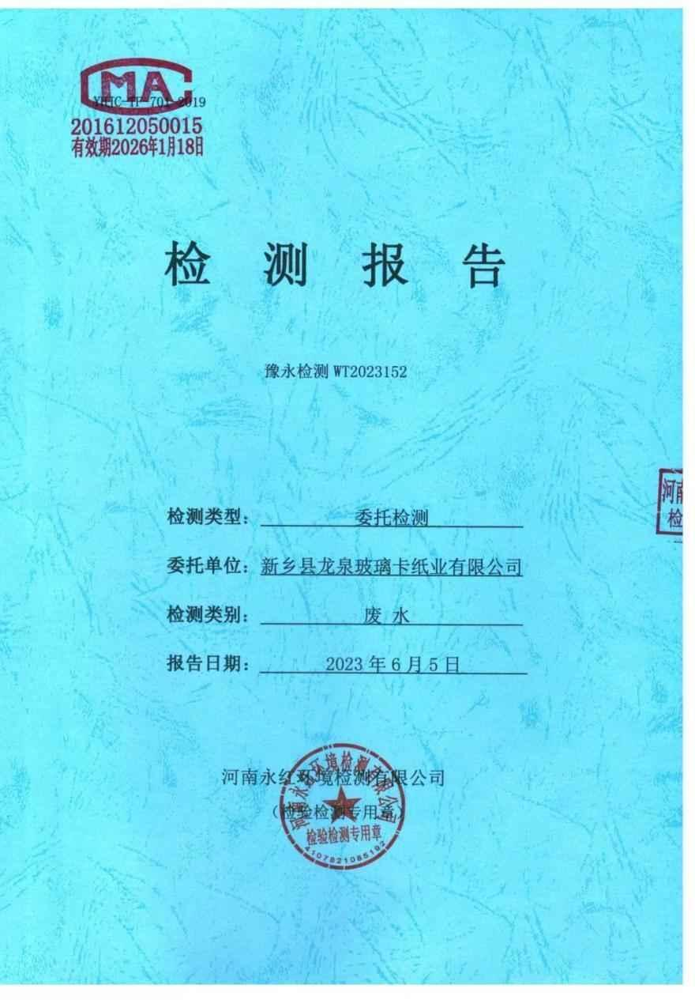 MA
YHJC-TF-701-2019
201612050015
有效期2026年1月18日
检测报告
豫永检测 WT2023152
河南
检
检测类型：委托检测
委托单位：新乡县龙泉玻璃卡纸业有限公司
检测类别：废 水
报告日期：2023 年 6 月 5 日
河南永红环境检测有限公司
（检验检测专用章）
河南永红环境检测有限公司
检验检测专用章
4107821085192